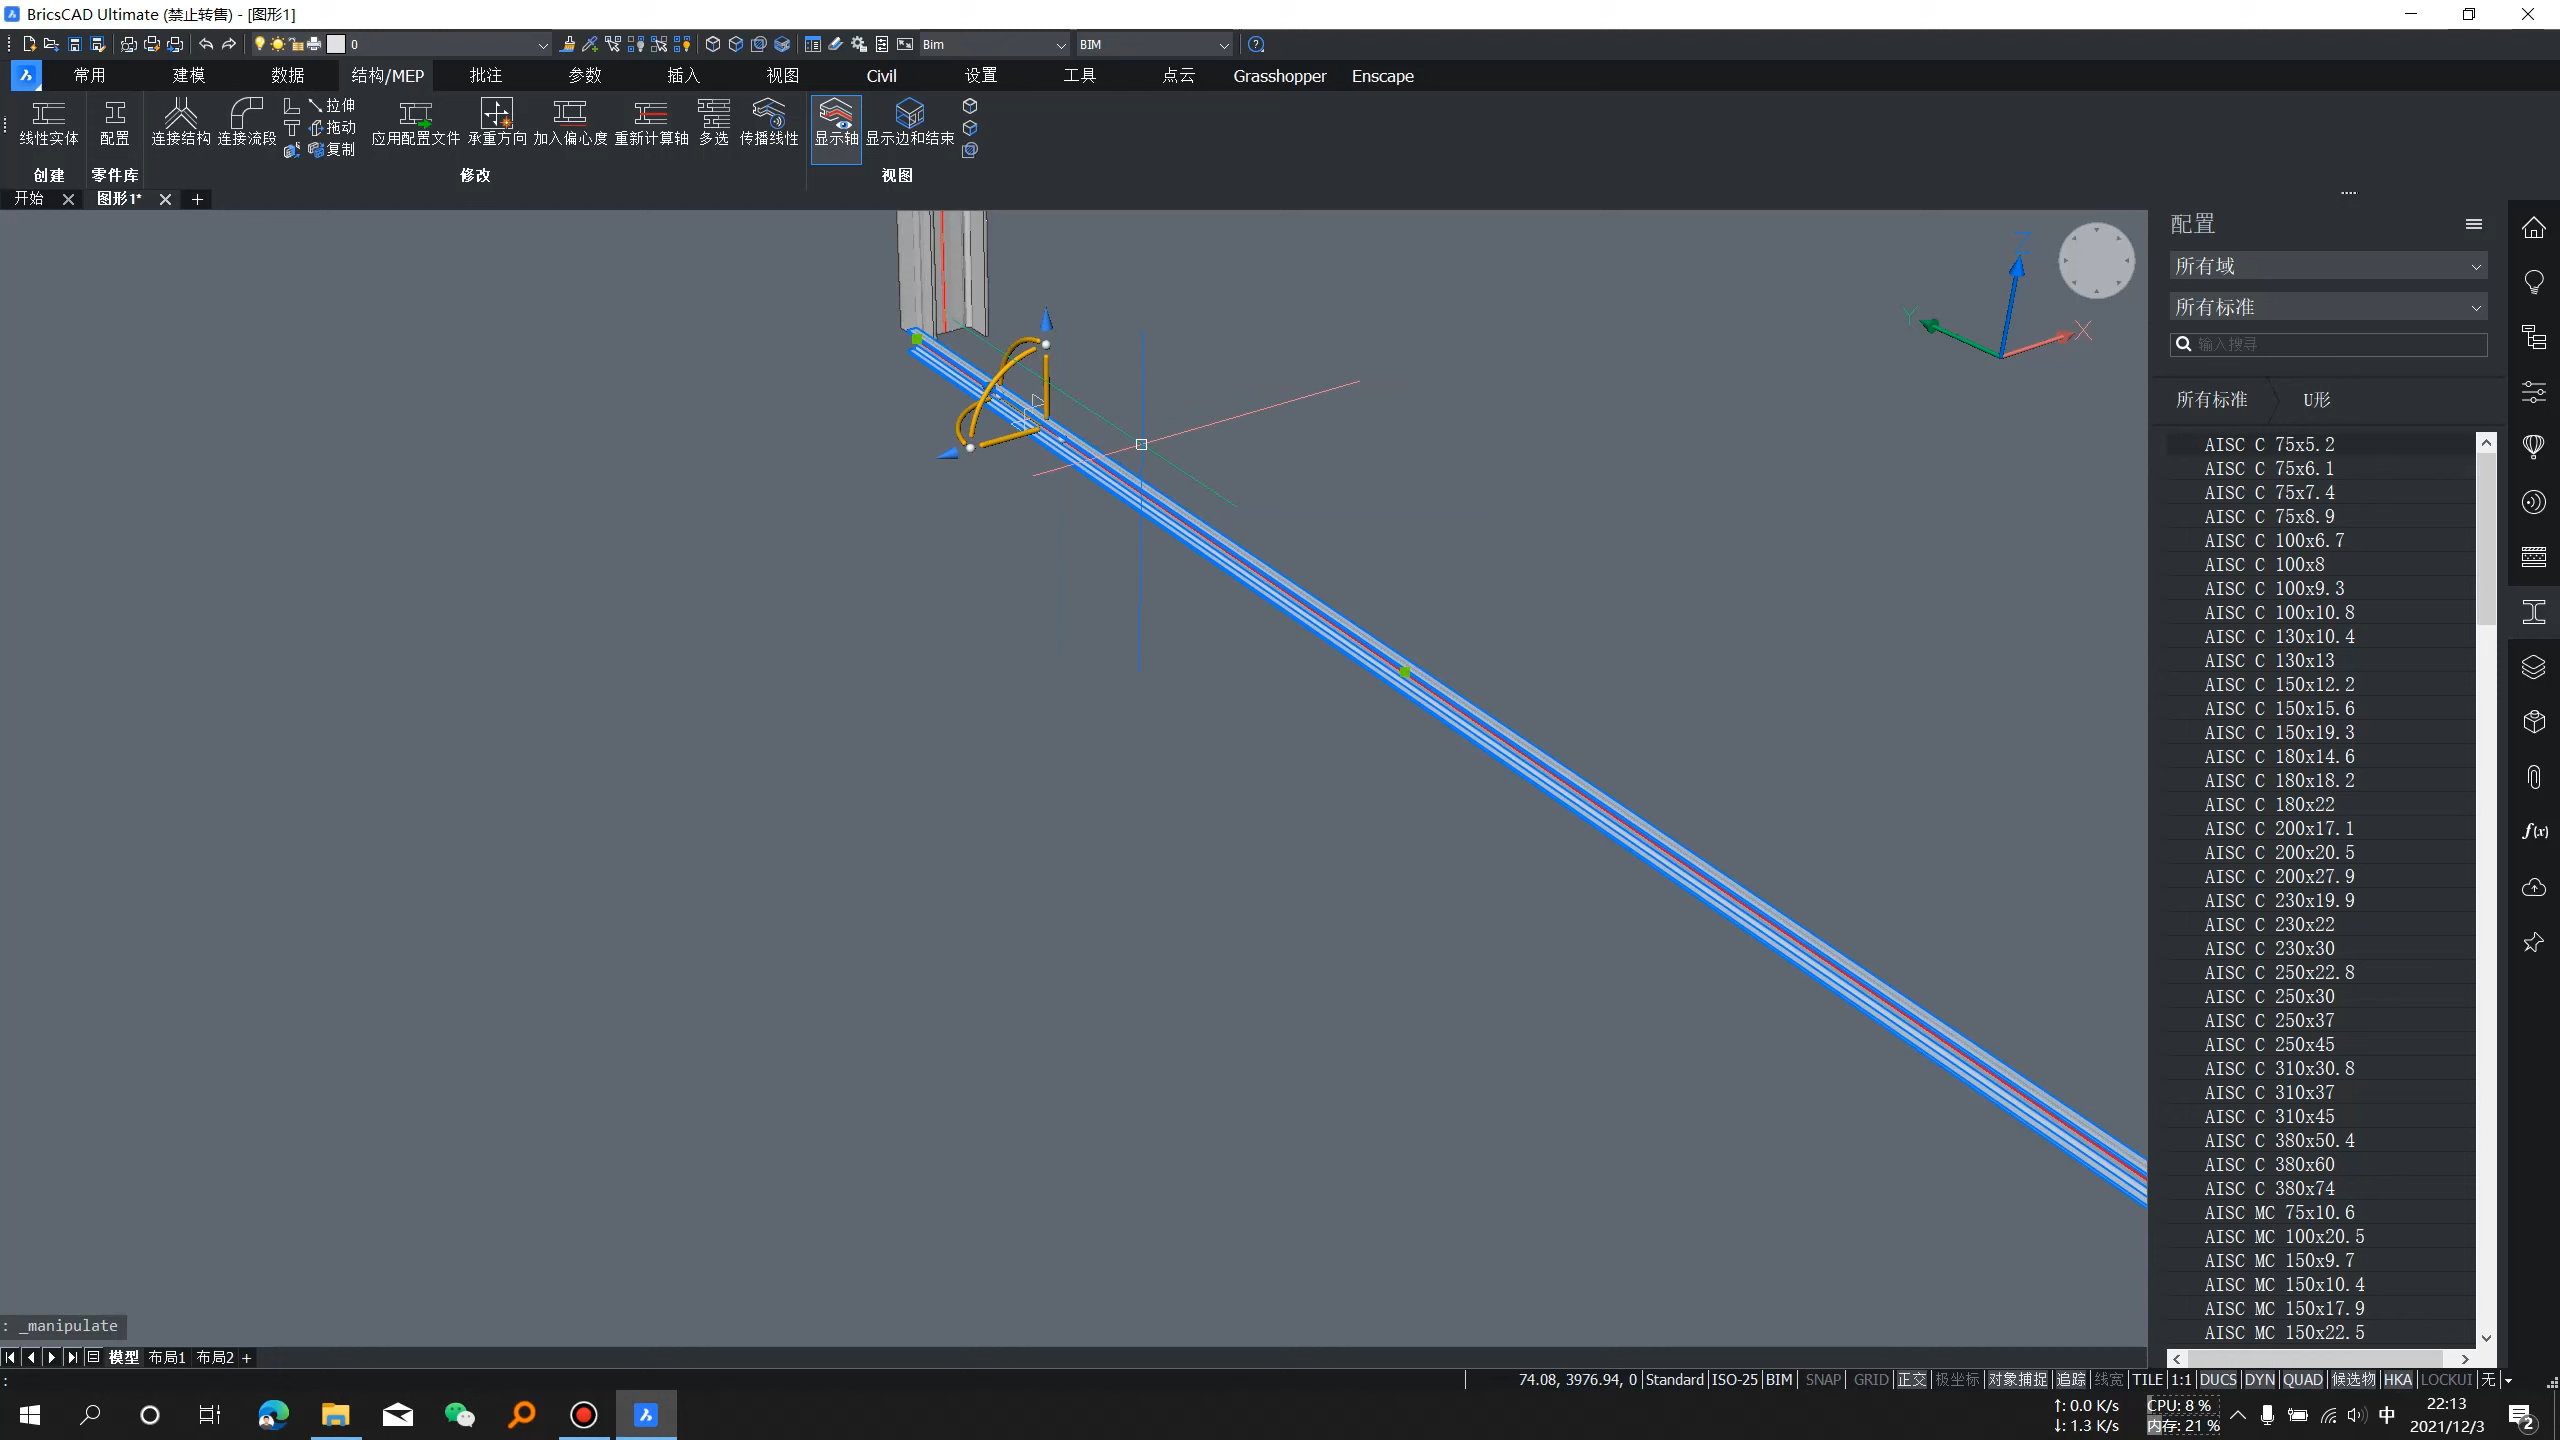 BricsCAD Ultimate (禁止转售) - [图形1]
0
Bim
BIM
常用 建模 数据 结构/MEP 批注 参数 插入 视图 Civil 设置 工具 点云 Grasshopper Enscape
线性实体 配置 连接结构 连接流段 拉伸 拖动 复制 应用配置文件 承重方向 加入偏心度 重新计算轴 多选 传播线性 显示轴 显示边和结束
创建 零件库 修改 视图
开始 图形1* +
配置
所有域
所有标准
输入搜寻
所有标准 U形
Z
Y
X
AISC C 75x5.2
AISC C 75x6.1
AISC C 75x7.4
AISC C 75x8.9
AISC C 100x6.7
AISC C 100x8
AISC C 100x9.3
AISC C 100x10.8
AISC C 130x10.4
AISC C 130x13
AISC C 150x12.2
AISC C 150x15.6
AISC C 150x19.3
AISC C 180x14.6
AISC C 180x18.2
AISC C 180x22
AISC C 200x17.1
AISC C 200x20.5
AISC C 200x27.9
AISC C 230x19.9
AISC C 230x22
AISC C 230x30
AISC C 250x22.8
AISC C 250x30
AISC C 250x37
AISC C 250x45
AISC C 310x30.8
AISC C 310x37
AISC C 310x45
AISC C 380x50.4
AISC C 380x60
AISC C 380x74
AISC MC 75x10.6
AISC MC 100x20.5
AISC MC 150x9.7
AISC MC 150x10.4
AISC MC 150x17.9
AISC MC 150x22.5
f(x)
: _manipulate
模型 布局1 布局2 +
:
74.08, 3976.94, 0 Standard ISO-25 BIM SNAP GRID 正交 极坐标 对象捕捉 追踪 线宽 TILE 1:1 DUCS DYN QUAD 候选物 HKA LOCKUI 无
↑: 0.0 K/s
↓: 1.3 K/s
CPU: 8 %
内存: 21 %
中
22:13
2021/12/3
2